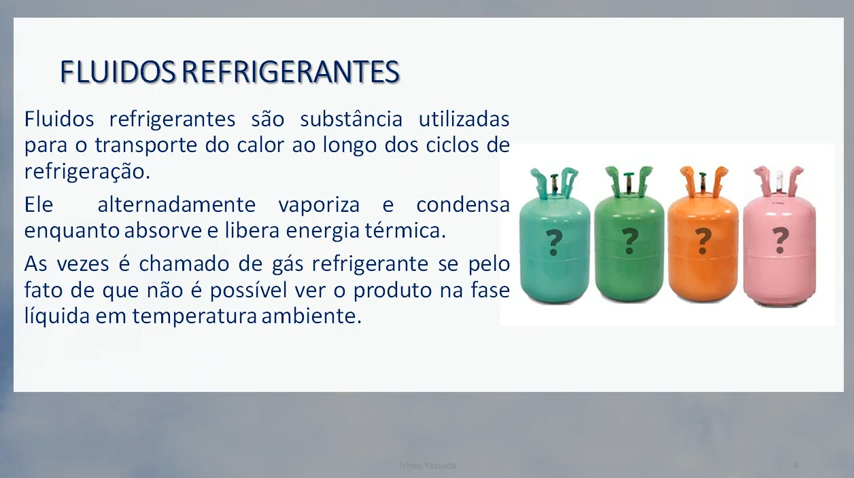 FLUIDOS REFRIGERANTES
Fluidos refrigerantes são substância utilizadas
para o transporte do calor ao longo dos ciclos de
refrigeração.
Ele alternadamente vaporiza e condensa
enquanto absorve e libera energia térmica.
As vezes é chamado de gás refrigerante se pelo
fato de que não é possível ver o produto na fase
líquida em temperatura ambiente.
? ? ? ?